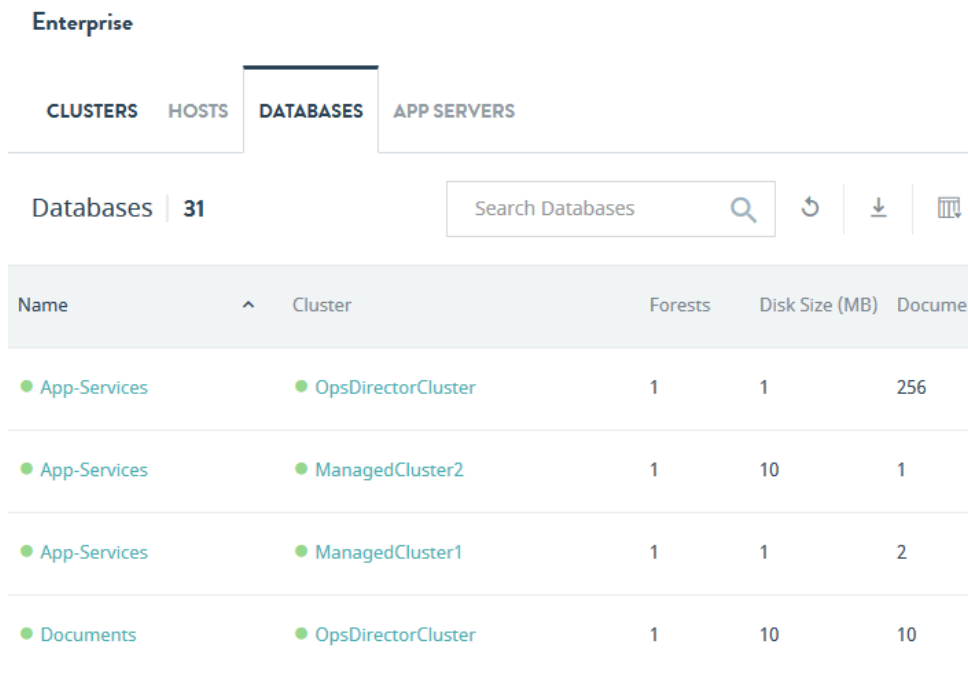 Enterprise
CLUSTERS HOSTS DATABASES APP SERVERS
Databases 31 Search Databases
Name Cluster Forests Disk Size (MB) Docume
App-Services OpsDirectorCluster 1 1 256
App-Services ManagedCluster2 1 10 1
App-Services ManagedCluster1 1 1 2
Documents OpsDirectorCluster 1 10 10